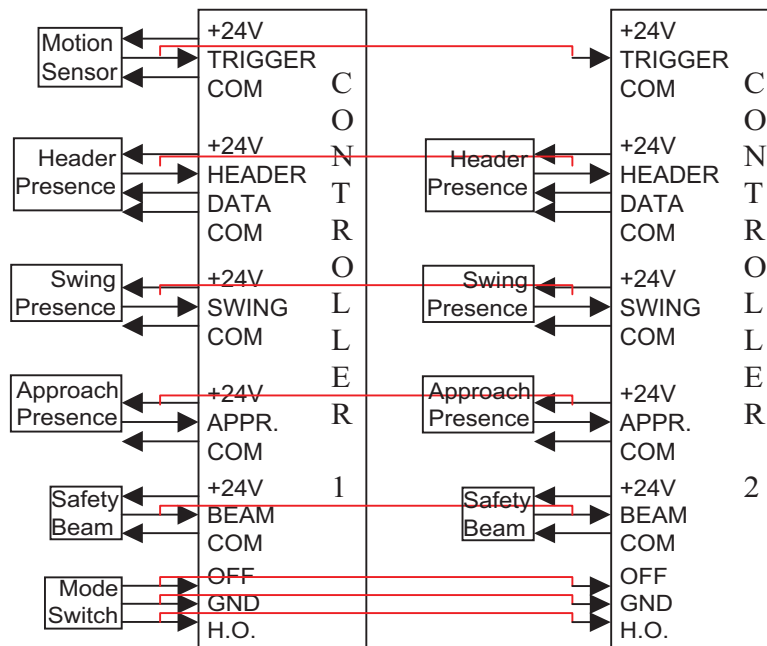 Motion
Sensor
+24V
TRIGGER
COM
Header
Presence
+24V
HEADER
DATA
COM
Swing
Presence
+24V
SWING
COM
Approach
Presence
+24V
APPR.
COM
Safety
Beam
+24V
BEAM
COM
Mode
Switch
OFF
GND
H.O.
C
O
N
T
R
O
L
L
E
R
1
+24V
TRIGGER
COM
Header
Presence
+24V
HEADER
DATA
COM
Swing
Presence
+24V
SWING
COM
Approach
Presence
+24V
APPR.
COM
Safety
Beam
+24V
BEAM
COM
OFF
GND
H.O.
C
O
N
T
R
O
L
L
E
R
2